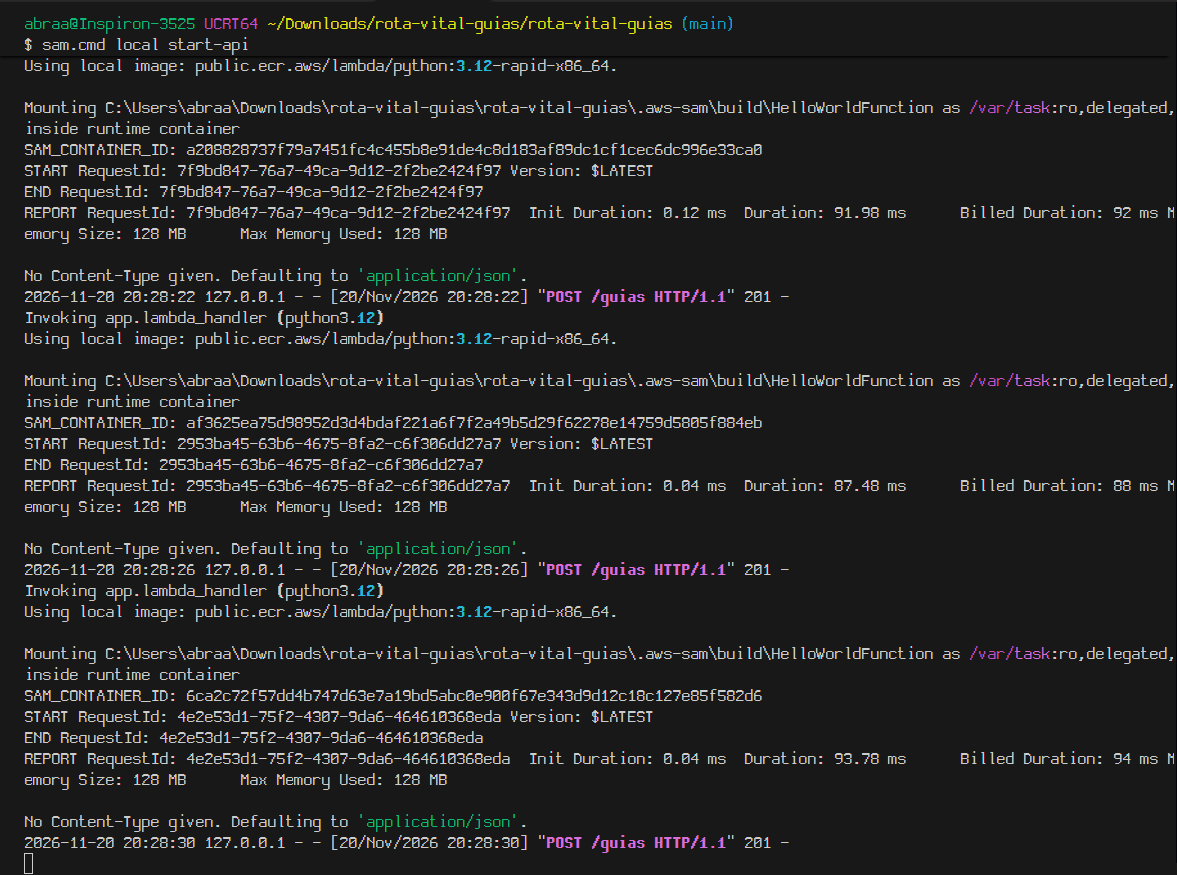 abraa@Inspiron-3525 UCRT64 ~/Downloads/rota-vital-guias/rota-vital-guias (main)
$ sam.cmd local start-api
Using local image: public.ecr.aws/lambda/python:3.12-rapid-x86_64.
Mounting C:\Users\abraa\Downloads\rota-vital-guias\rota-vital-guias\.aws-sam\build\HelloWorldFunction as /var/task:ro,delegated,
inside runtime container
SAM_CONTAINER_ID: a208828737f79a7451fc4c455b8e91de4c8d183af89dc1cf1cec6dc996e33ca0
START RequestId: 7f9bd847-76a7-49ca-9d12-2f2be2424f97 Version: $LATEST
END RequestId: 7f9bd847-76a7-49ca-9d12-2f2be2424f97
REPORT RequestId: 7f9bd847-76a7-49ca-9d12-2f2be2424f97  Init Duration: 0.12 ms  Duration: 91.98 ms      Billed Duration: 92 ms M
emory Size: 128 MB      Max Memory Used: 128 MB
No Content-Type given. Defaulting to 'application/json'.
2026-11-20 20:28:22 127.0.0.1 - - [20/Nov/2026 20:28:22] "POST /guias HTTP/1.1" 201 -
Invoking app.lambda_handler (python3.12)
Using local image: public.ecr.aws/lambda/python:3.12-rapid-x86_64.
Mounting C:\Users\abraa\Downloads\rota-vital-guias\rota-vital-guias\.aws-sam\build\HelloWorldFunction as /var/task:ro,delegated,
inside runtime container
SAM_CONTAINER_ID: af3625ea75d98952d3d4bdaf221a6f7f2a49b5d29f62278e14759d5805f884eb
START RequestId: 2953ba45-63b6-4675-8fa2-c6f306dd27a7 Version: $LATEST
END RequestId: 2953ba45-63b6-4675-8fa2-c6f306dd27a7
REPORT RequestId: 2953ba45-63b6-4675-8fa2-c6f306dd27a7  Init Duration: 0.04 ms  Duration: 87.48 ms      Billed Duration: 88 ms M
emory Size: 128 MB      Max Memory Used: 128 MB
No Content-Type given. Defaulting to 'application/json'.
2026-11-20 20:28:26 127.0.0.1 - - [20/Nov/2026 20:28:26] "POST /guias HTTP/1.1" 201 -
Invoking app.lambda_handler (python3.12)
Using local image: public.ecr.aws/lambda/python:3.12-rapid-x86_64.
Mounting C:\Users\abraa\Downloads\rota-vital-guias\rota-vital-guias\.aws-sam\build\HelloWorldFunction as /var/task:ro,delegated,
inside runtime container
SAM_CONTAINER_ID: 6ca2c72f57dd4b747d63e7a19bd5abc0e900f67e343d9d12c18c127e85f582d6
START RequestId: 4e2e53d1-75f2-4307-9da6-464610368eda Version: $LATEST
END RequestId: 4e2e53d1-75f2-4307-9da6-464610368eda
REPORT RequestId: 4e2e53d1-75f2-4307-9da6-464610368eda  Init Duration: 0.04 ms  Duration: 93.78 ms      Billed Duration: 94 ms M
emory Size: 128 MB      Max Memory Used: 128 MB
No Content-Type given. Defaulting to 'application/json'.
2026-11-20 20:28:30 127.0.0.1 - - [20/Nov/2026 20:28:30] "POST /guias HTTP/1.1" 201 -